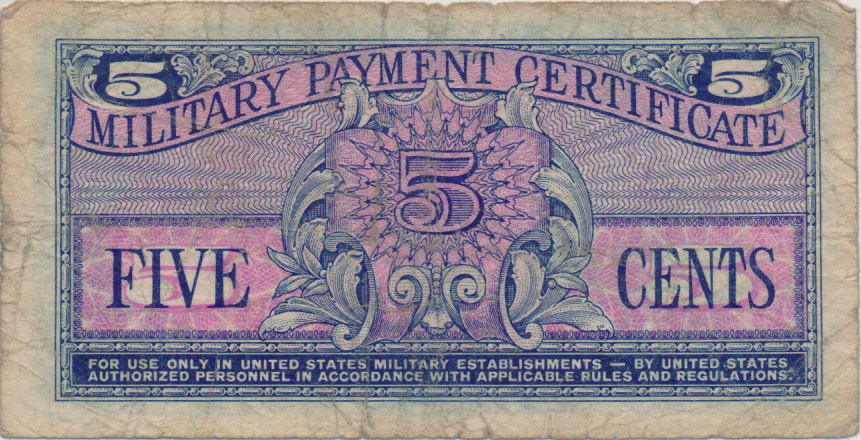 5 5
MILITARY PAYMENT CERTIFICATE
5
FIVE CENTS
FOR USE ONLY IN UNITED STATES MILITARY ESTABLISHMENTS — BY UNITED STATES
AUTHORIZED PERSONNEL IN ACCORDANCE WITH APPLICABLE RULES AND REGULATIONS.